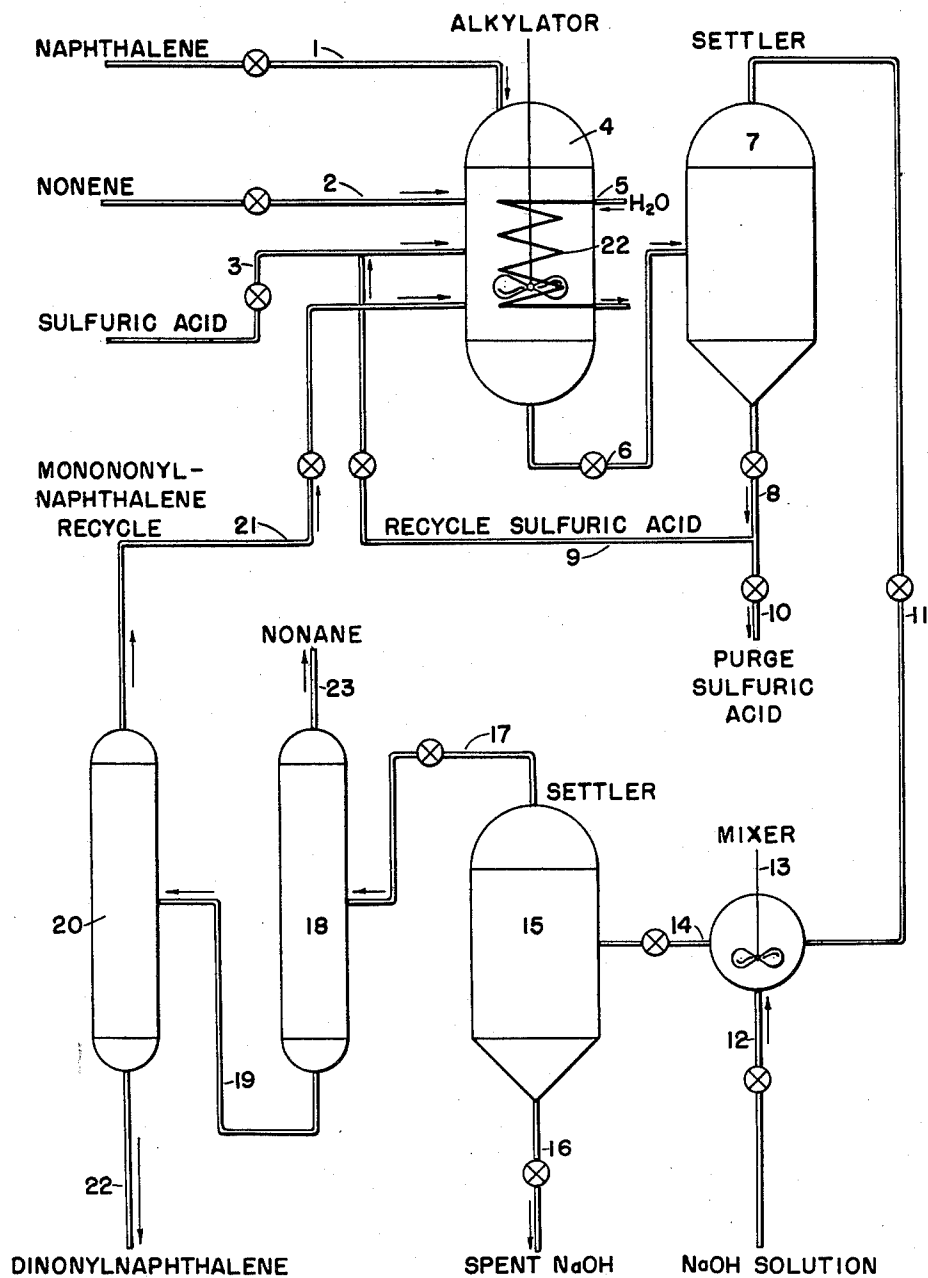 ALKYLATOR
SETTLER
NAPHTHALENE
1
4
7
NONENE
2
5
H2O
3
22
SULFURIC ACID
6
MONONONYL-
NAPHTHALENE
RECYCLE
8
21
RECYCLE SULFURIC ACID
9
10
11
NONANE
PURGE
SULFURIC
ACID
23
17
SETTLER
MIXER
13
20
18
15
14
12
19
16
22
DINONYLNAPHTHALENE
SPENT NaOH
NaOH SOLUTION